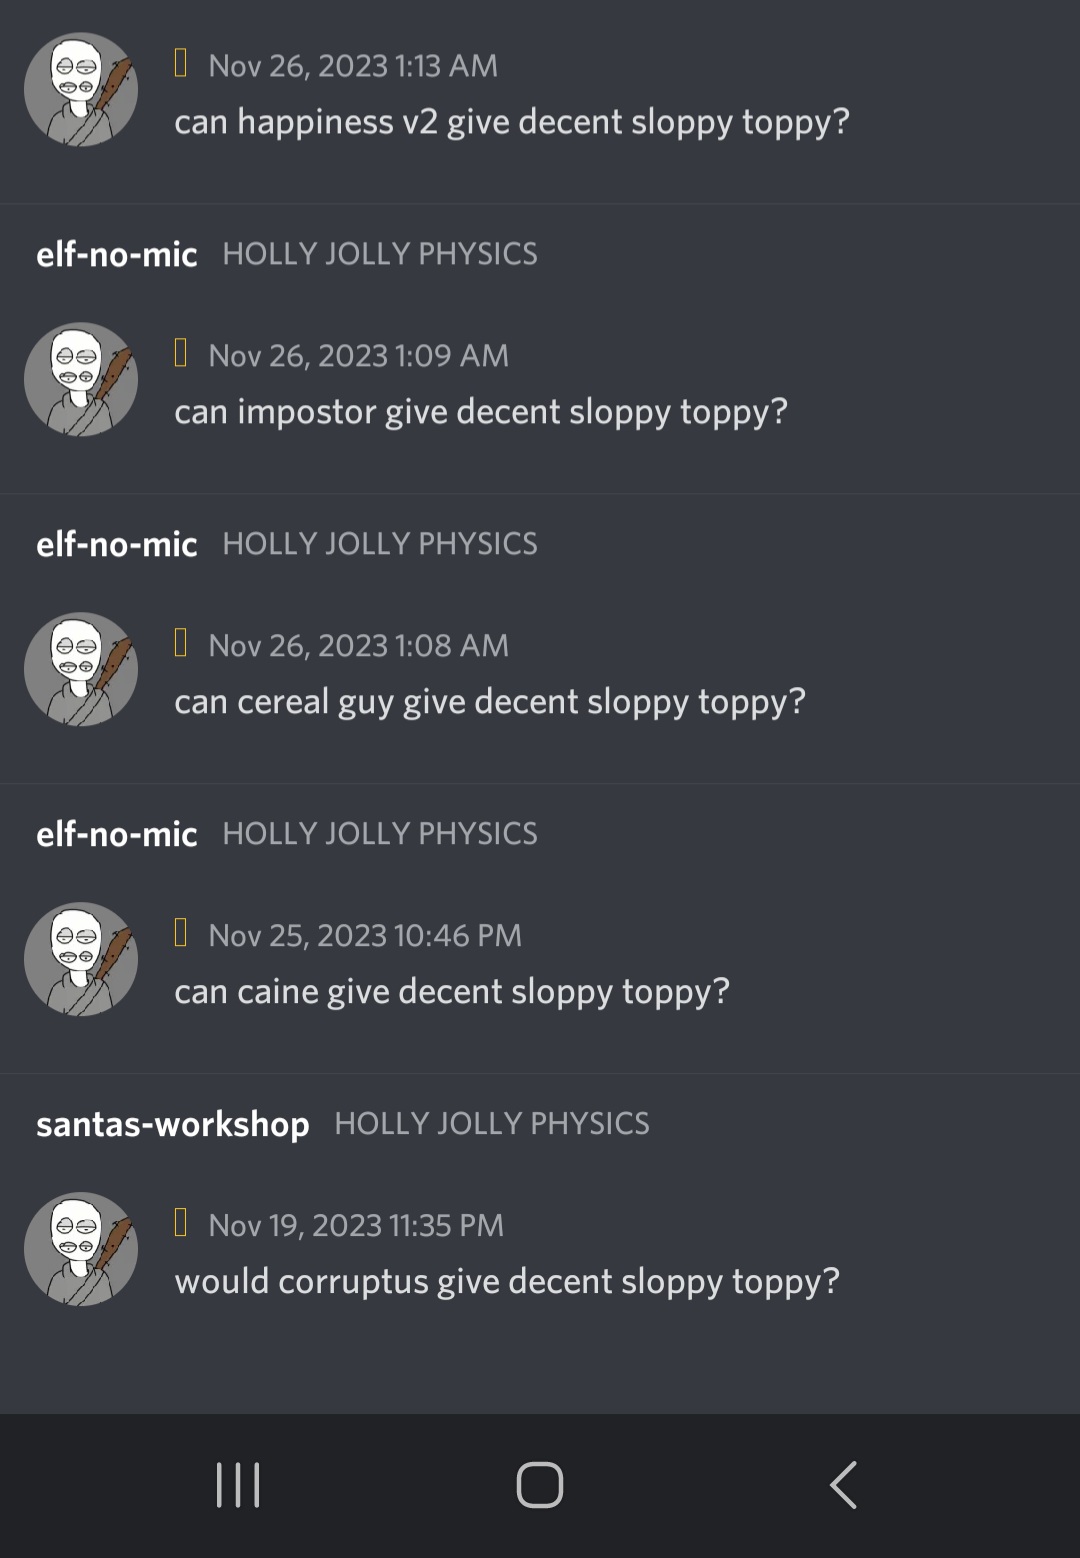 Nov 26, 2023 1:13 AM
can happiness v2 give decent sloppy toppy?
elf-no-mic HOLLY JOLLY PHYSICS
Nov 26, 2023 1:09 AM
can impostor give decent sloppy toppy?
elf-no-mic HOLLY JOLLY PHYSICS
Nov 26, 2023 1:08 AM
can cereal guy give decent sloppy toppy?
elf-no-mic HOLLY JOLLY PHYSICS
Nov 25, 2023 10:46 PM
can caine give decent sloppy toppy?
santas-workshop HOLLY JOLLY PHYSICS
Nov 19, 2023 11:35 PM
would corruptus give decent sloppy toppy?